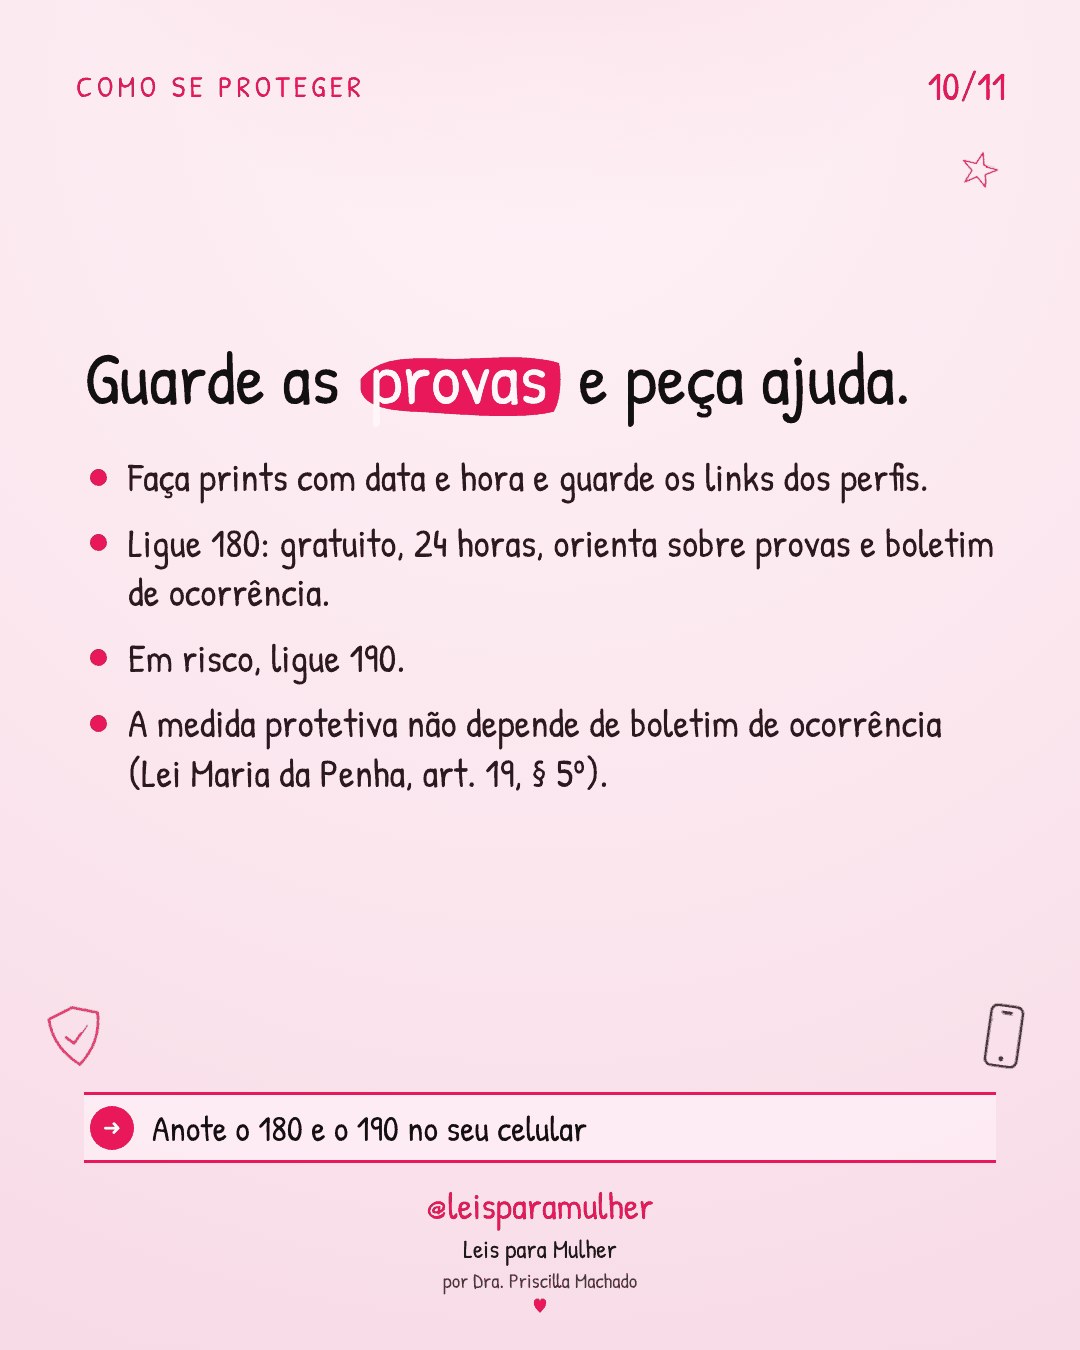 COMO SE PROTEGER
10/11
Guarde as provas e peça ajuda.
Faça prints com data e hora e guarde os links dos perfis.
Ligue 180: gratuito, 24 horas, orienta sobre provas e boletim
de ocorrência.
Em risco, ligue 190.
A medida protetiva não depende de boletim de ocorrência
(Lei Maria da Penha, art. 19, § 5º).
Anote o 180 e o 190 no seu celular
@leisparamulher
Leis para Mulher
por Dra. Priscilla Machado